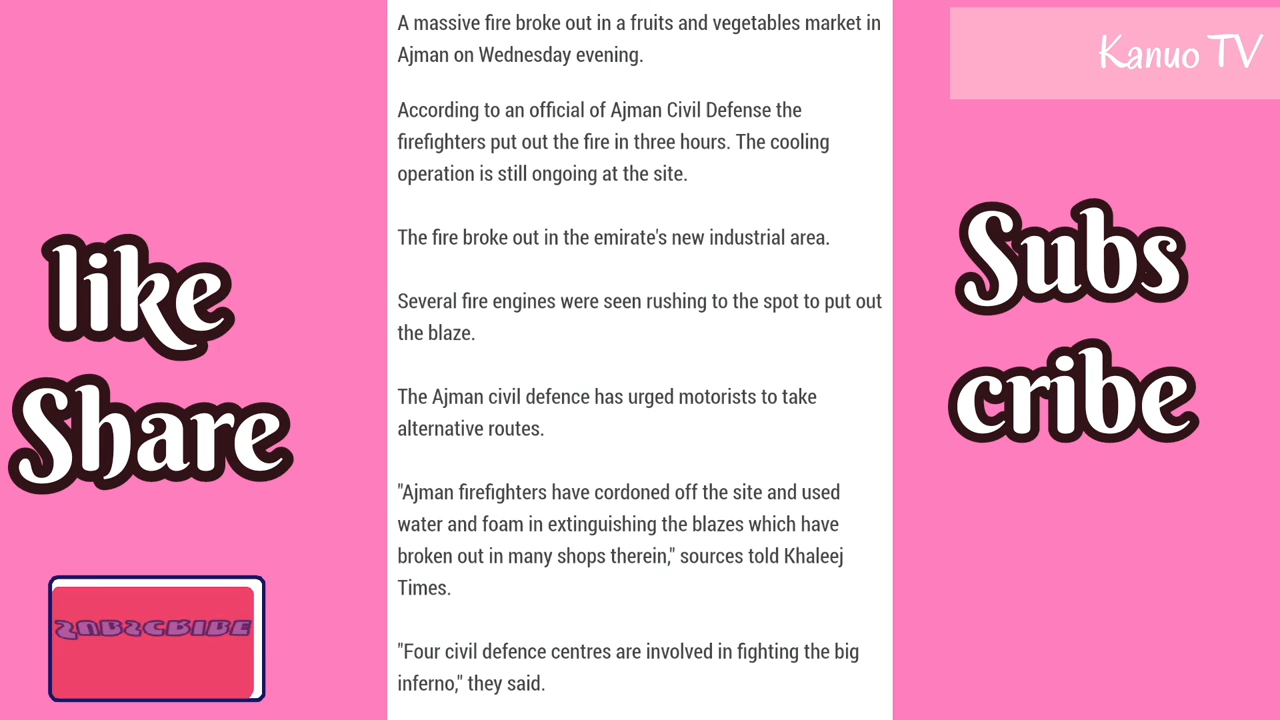 A massive fire broke out in a fruits and vegetables market in
Ajman on Wednesday evening.
According to an official of Ajman Civil Defense the
firefighters put out the fire in three hours. The cooling
operation is still ongoing at the site.
The fire broke out in the emirate's new industrial area.
Several fire engines were seen rushing to the spot to put out
the blaze.
The Ajman civil defence has urged motorists to take
alternative routes.
"Ajman firefighters have cordoned off the site and used
water and foam in extinguishing the blazes which have
broken out in many shops therein," sources told Khaleej
Times.
"Four civil defence centres are involved in fighting the big
inferno," they said.
like
Share
SUBSCRIBE
Kanuo TV
Subs
cribe